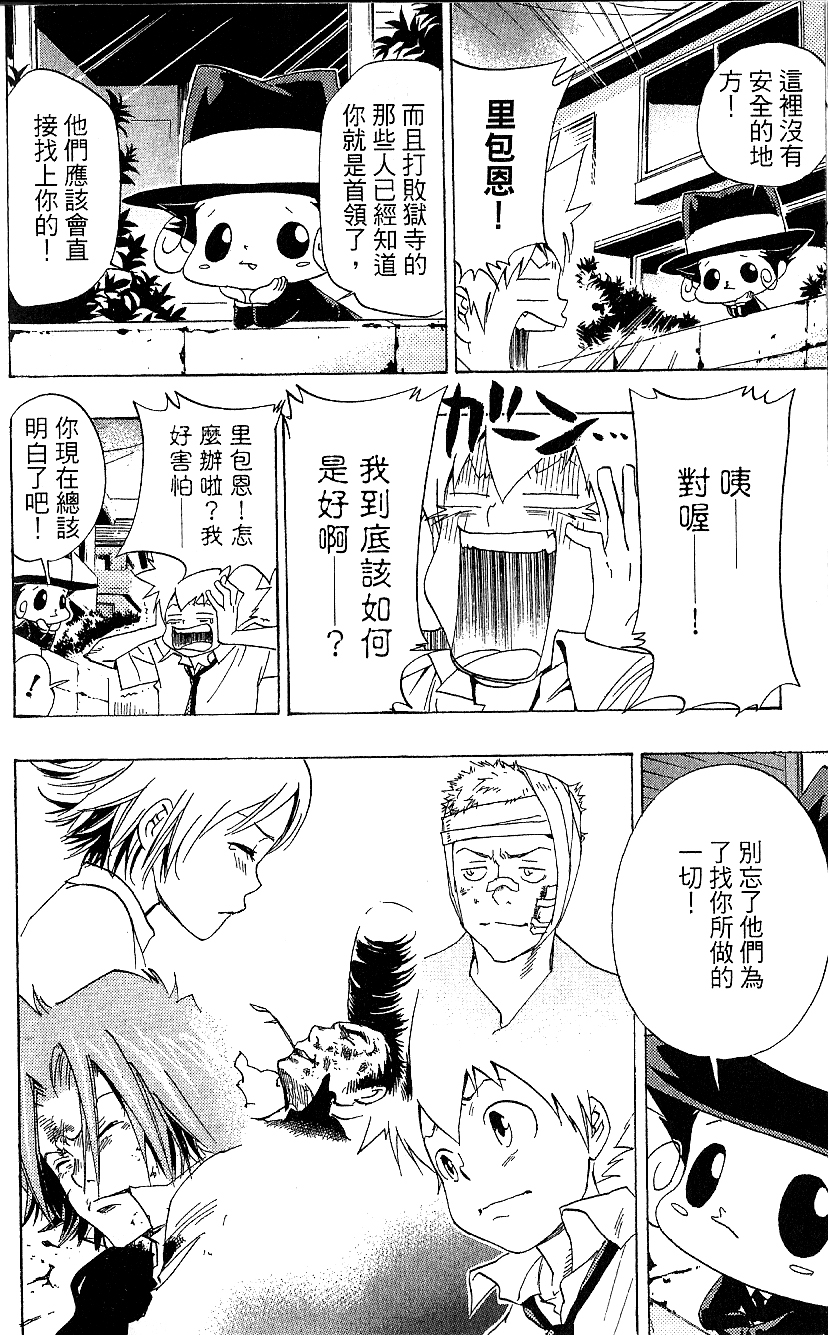 這裡沒有
安全的地
方！
里包恩！
而且打敗獄寺的
那些人已經知道
你就是首領了，
他們應該會直
接找上你的！
咦—
對喔——！
ガーン…
我到底該如何
是好啊——？
里包恩！怎
麼辦啦？我
好害怕——
你現在總該
明白了吧！
！
別忘了他們為
了找你所做的
一切！